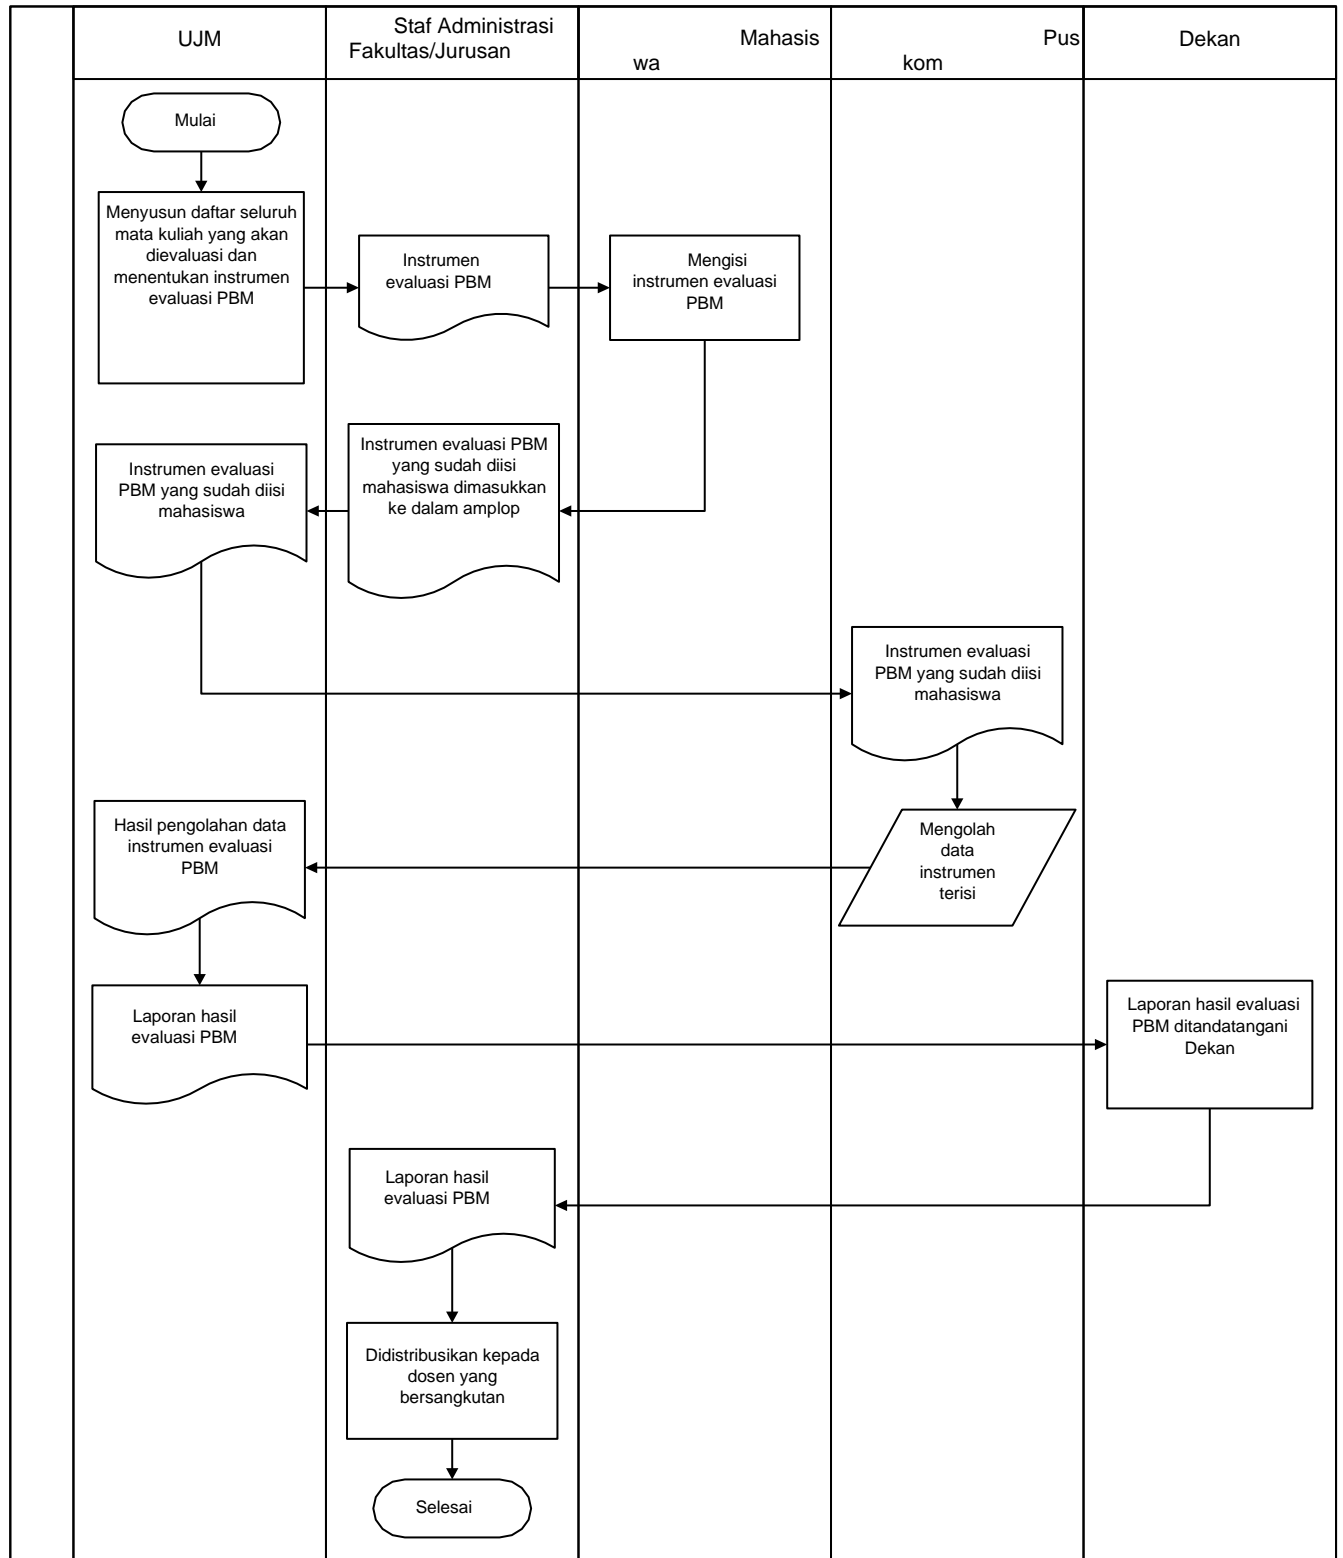 UJM
Staf Administrasi
Fakultas/Jurusan
Mahasis
wa
Pus
kom
Dekan
Mulai
Menyusun daftar seluruh
mata kuliah yang akan
dievaluasi dan
menentukan instrumen
evaluasi PBM
Instrumen
evaluasi PBM
Mengisi
instrumen evaluasi
PBM
Instrumen evaluasi PBM
yang sudah diisi
mahasiswa dimasukkan
ke dalam amplop
Instrumen evaluasi
PBM yang sudah diisi
mahasiswa
Instrumen evaluasi
PBM yang sudah diisi
mahasiswa
Mengolah
data
instrumen
terisi
Hasil pengolahan data
instrumen evaluasi
PBM
Laporan hasil
evaluasi PBM
Laporan hasil evaluasi
PBM ditandatangani
Dekan
Laporan hasil
evaluasi PBM
Didistribusikan kepada
dosen yang
bersangkutan
Selesai